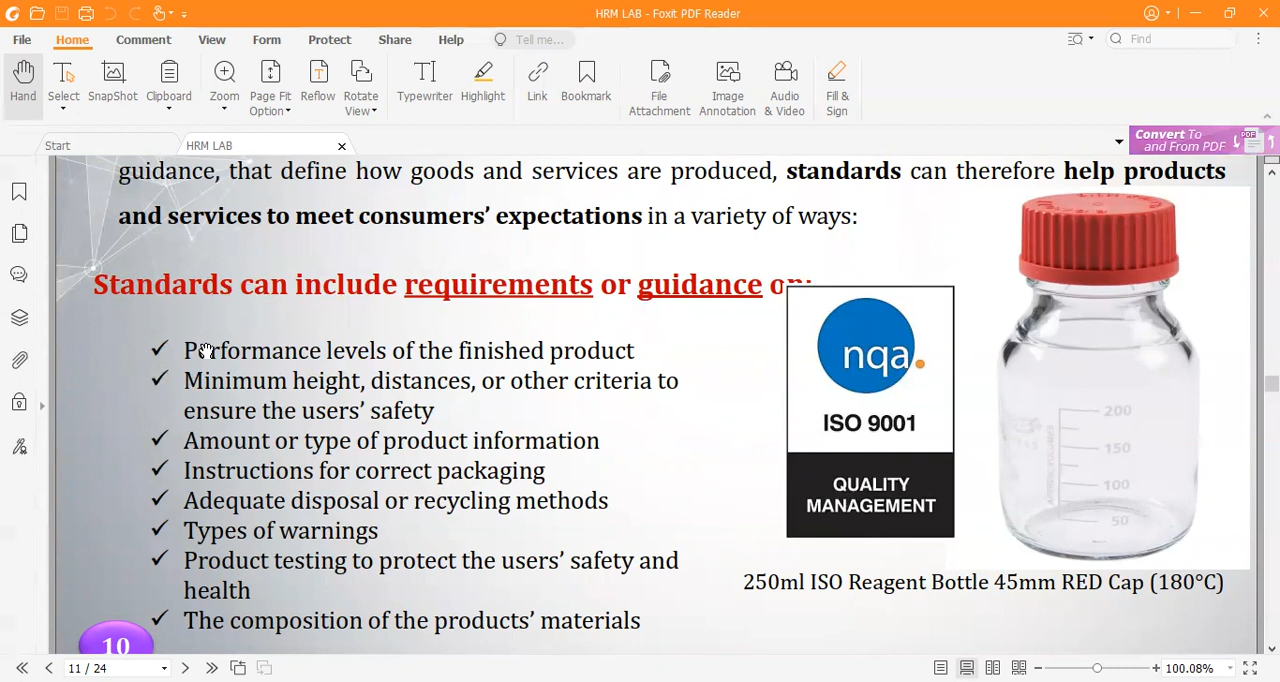 HRM LAB - Foxit PDF Reader
File Home Comment View Form Protect Share Help Tell me... Find
Hand Select SnapShot Clipboard Zoom Page Fit Option Reflow Rotate View Typewriter Highlight Link Bookmark File Attachment Image Annotation Audio & Video Fill & Sign
Start HRM LAB
Convert To PDF
and From PDF
guidance, that define how goods and services are produced, standards can therefore help products
and services to meet consumers' expectations in a variety of ways:
Standards can include requirements or guidance on:
✓ Performance levels of the finished product
✓ Minimum height, distances, or other criteria to
ensure the users' safety
✓ Amount or type of product information
✓ Instructions for correct packaging
✓ Adequate disposal or recycling methods
✓ Types of warnings
✓ Product testing to protect the users' safety and
health
✓ The composition of the products' materials
nqa.
ISO 9001
QUALITY
MANAGEMENT
200
150
100
50
250ml ISO Reagent Bottle 45mm RED Cap (180°C)
10
11 / 24
100.08%